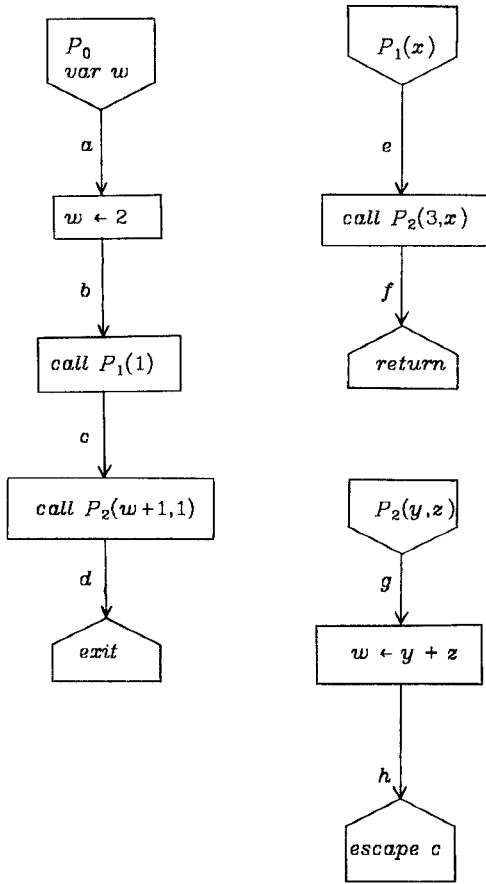 P₀
var w
a
w ← 2
b
call P₁(1)
c
call P₂(w+1,1)
d
exit
P₁(x)
e
call P₂(3,x)
f
return
P₂(y,z)
g
w ← y + z
h
escape c